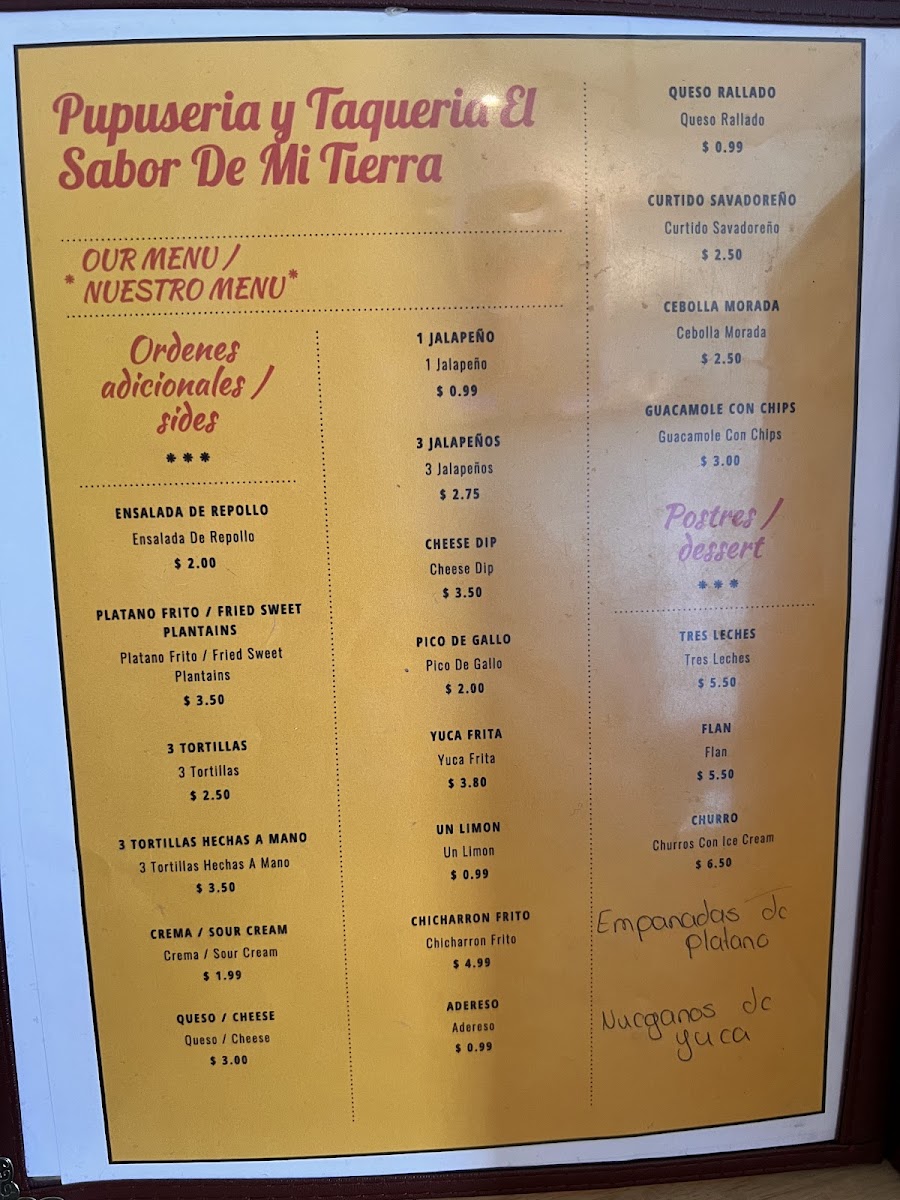 Pupuseria y Taqueria El
Sabor De Mi Tierra
* OUR MENU /
NUESTRO MENU *
Ordenes
adicionales /
sides
***
ENSALADA DE REPOLLO
Ensalada De Repollo
$ 2.00
PLATANO FRITO / FRIED SWEET
PLANTAINS
Platano Frito / Fried Sweet
Plantains
$ 3.50
3 TORTILLAS
3 Tortillas
$ 2.50
3 TORTILLAS HECHAS A MANO
3 Tortillas Hechas A Mano
$ 3.50
CREMA / SOUR CREAM
Crema / Sour Cream
$ 1.99
QUESO / CHEESE
Queso / Cheese
$ 3.00
1 JALAPEÑO
1 Jalapeño
$ 0.99
3 JALAPEÑOS
3 Jalapeños
$ 2.75
CHEESE DIP
Cheese Dip
$ 3.50
PICO DE GALLO
Pico De Gallo
$ 2.00
YUCA FRITA
Yuca Frita
$ 3.80
UN LIMON
Un Limon
$ 0.99
CHICHARRON FRITO
Chicharron Frito
$ 4.99
ADERESO
Adereso
$ 0.99
QUESO RALLADO
Queso Rallado
$ 0.99
CURTIDO SAVADOREÑO
Curtido Savadoreño
$ 2.50
CEBOLLA MORADA
Cebolla Morada
$ 2.50
GUACAMOLE CON CHIPS
Guacamole Con Chips
$ 3.00
Postres /
dessert
***
TRES LECHES
Tres Leches
$ 5.50
FLAN
Flan
$ 5.50
CHURRO
Churros Con Ice Cream
$ 6.50
Empanadas de
platano
Nueganos de
yuca